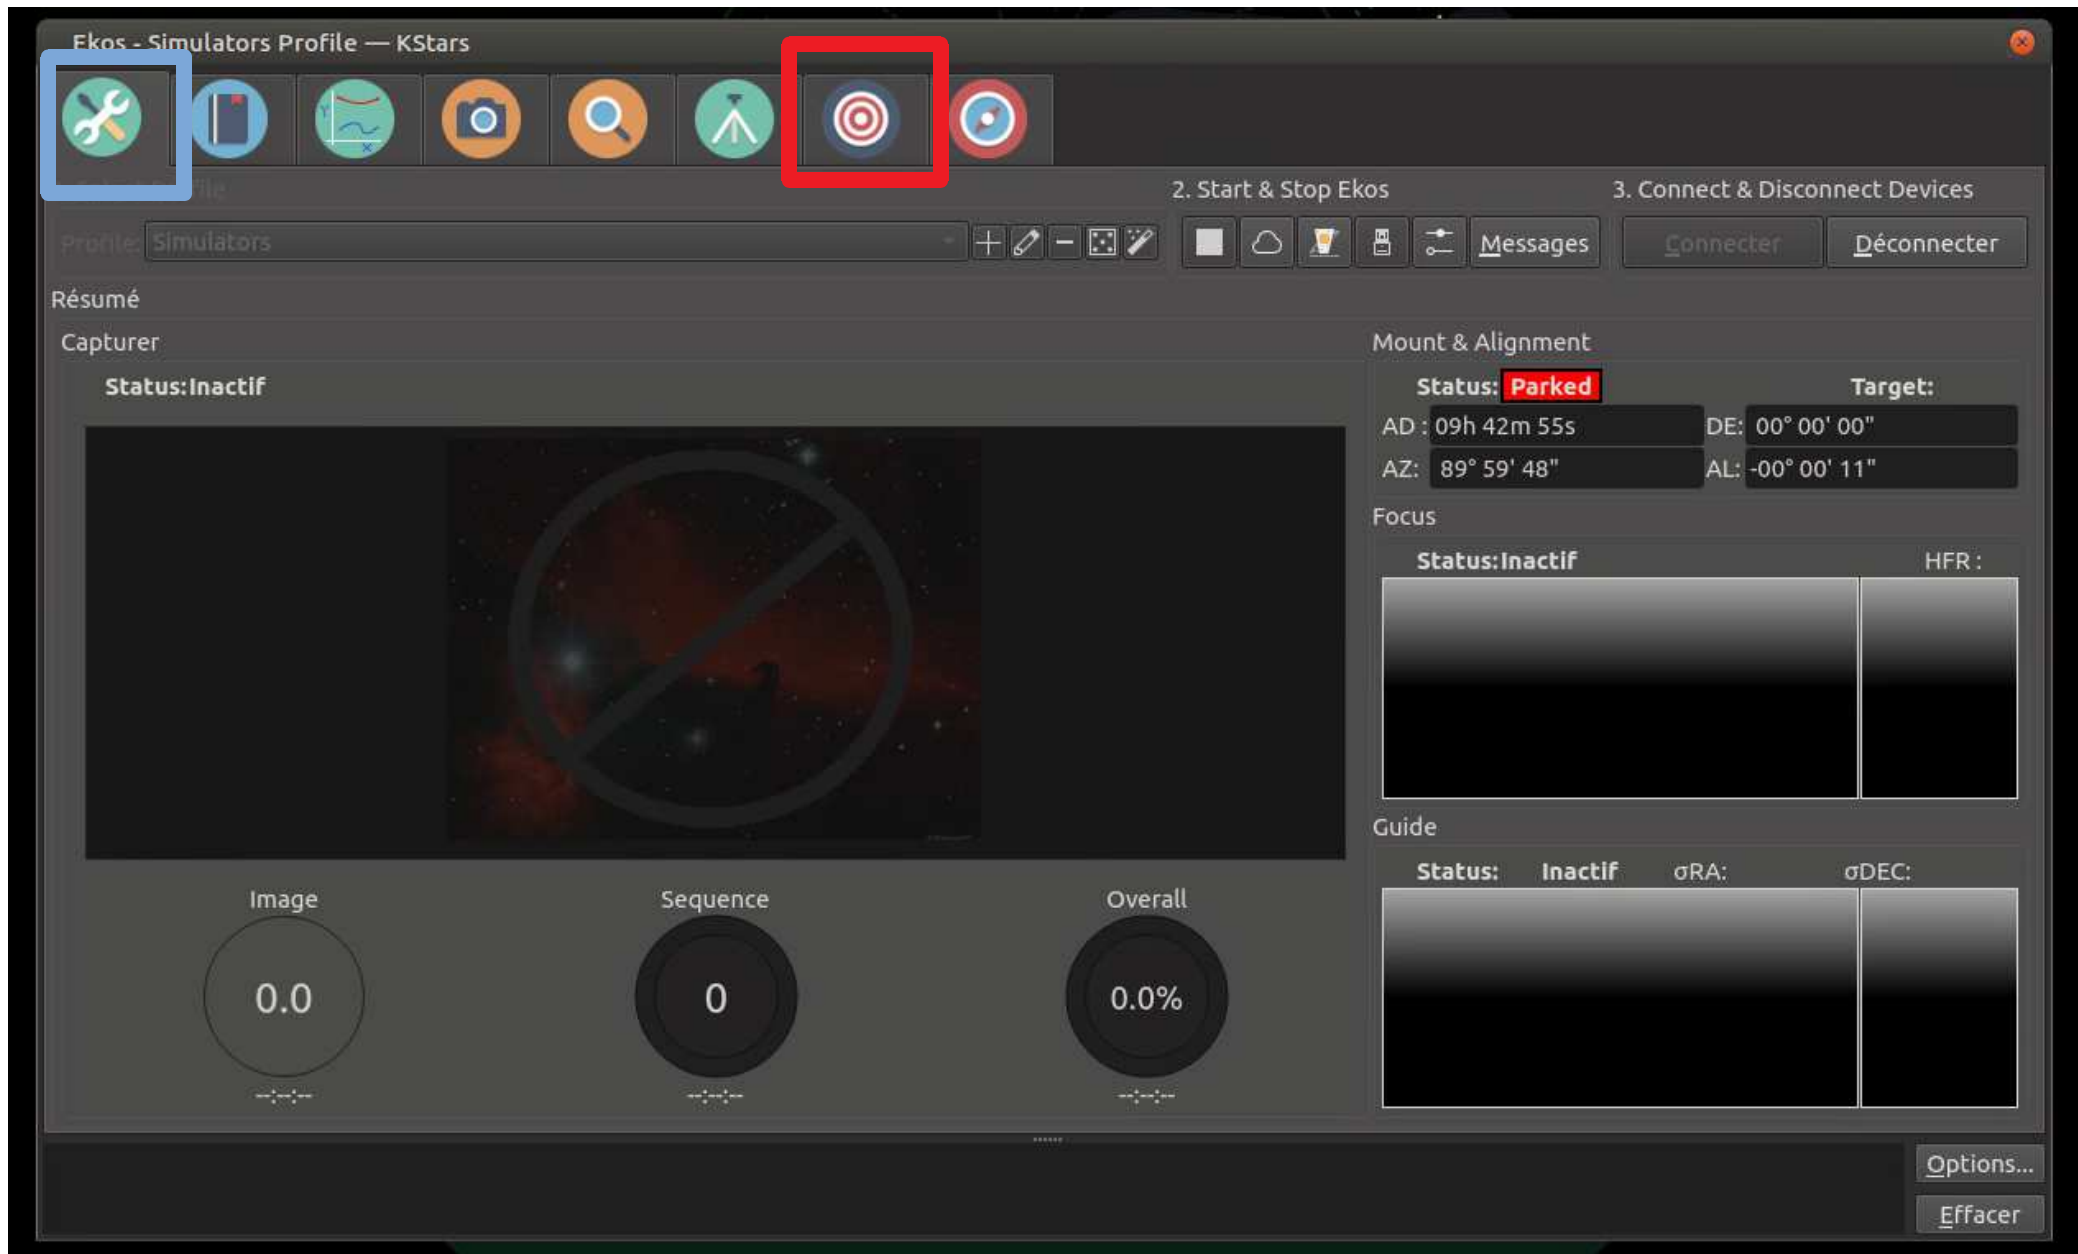 Ekos - Simulators Profile — KStars
2. Start & Stop Ekos
3. Connect & Disconnect Devices
Profile: Simulators
Messages
Connecter
Déconnecter
Résumé
Capturer
Mount & Alignment
Status: Inactif
Status: Parked
Target:
AD : 09h 42m 55s
DE: 00° 00' 00"
AZ: 89° 59' 48"
AL: -00° 00' 11"
Focus
Status: Inactif
HFR :
Guide
Status: Inactif
σRA:
σDEC:
Image
Sequence
Overall
0.0
0
0.0%
--:--:--
--:--:--
--:--:--
Options...
Effacer